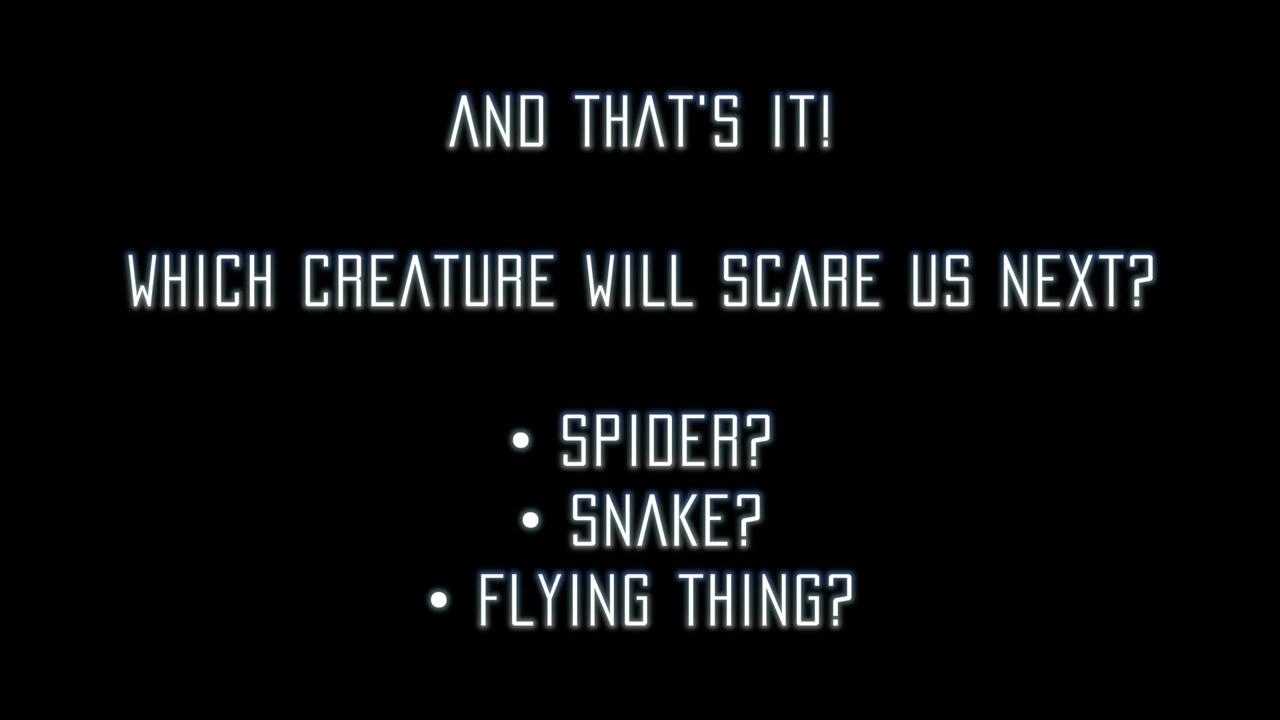 AND THAT'S IT!
WHICH CREATURE WILL SCARE US NEXT?
• SPIDER?
• SNAKE?
• FLYING THING?